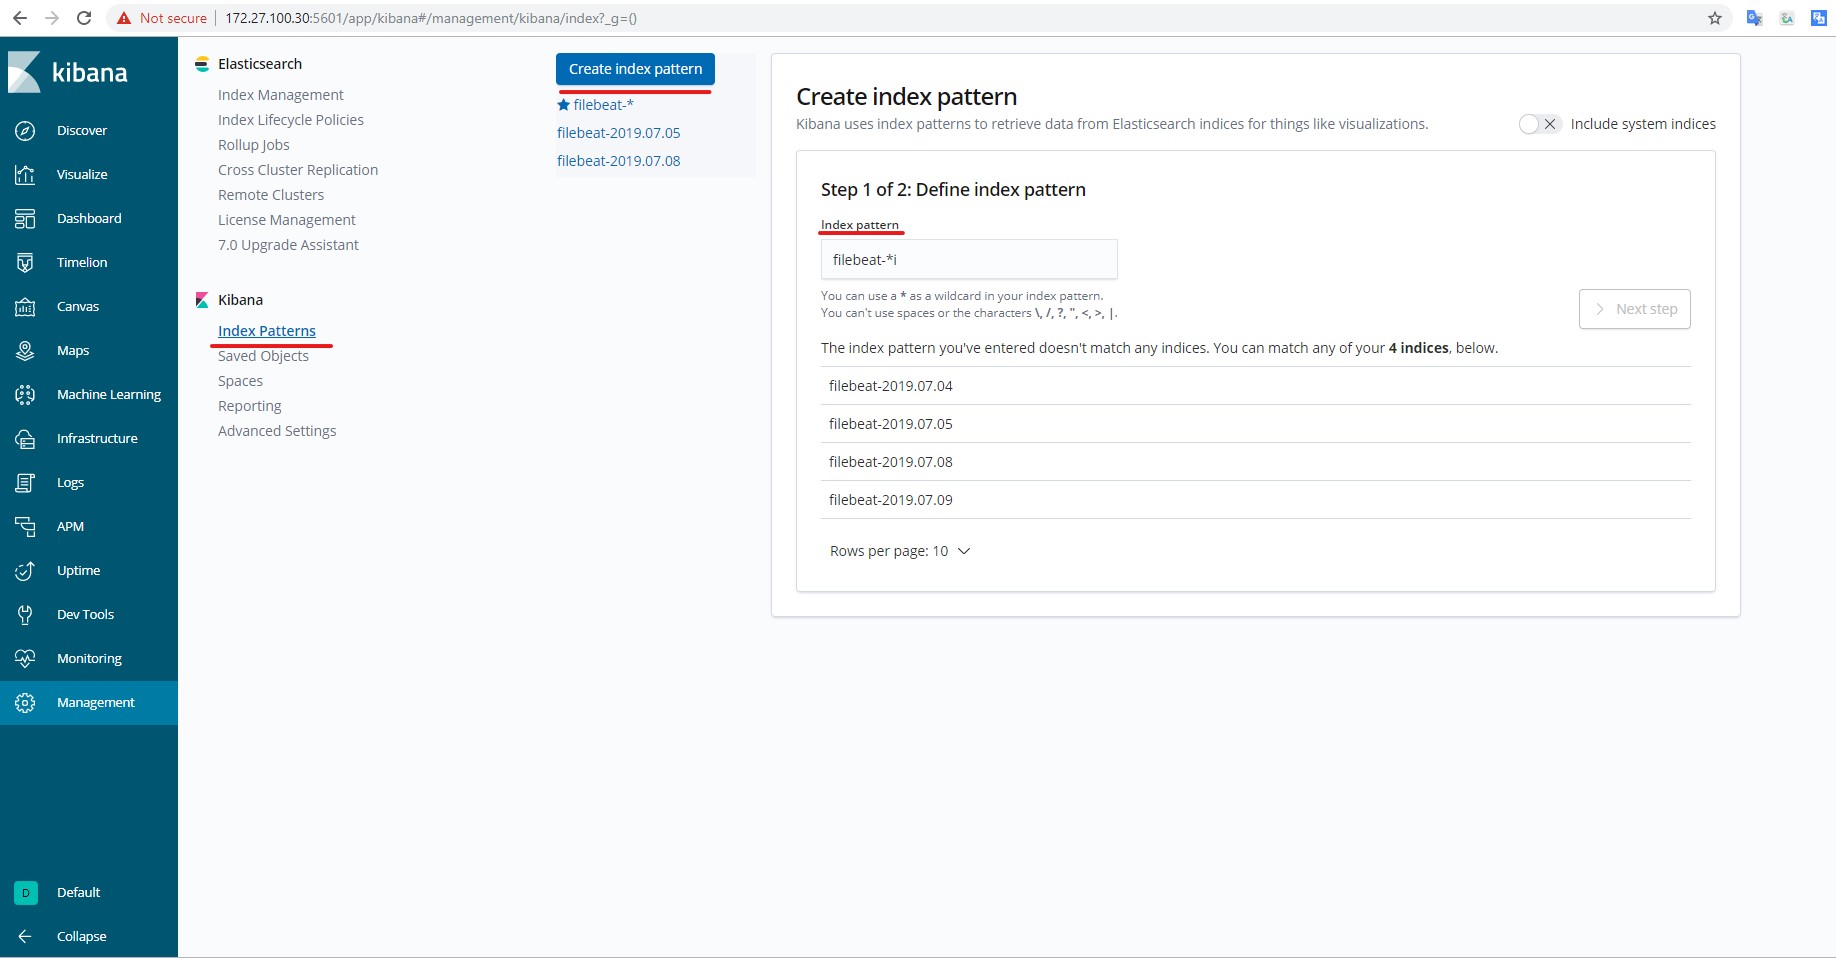 Not secure 172.27.100.30:5601/app/kibana#/management/kibana/index?_g=()
kibana
Discover
Visualize
Dashboard
Timelion
Canvas
Maps
Machine Learning
Infrastructure
Logs
APM
Uptime
Dev Tools
Monitoring
Management
D Default
Collapse
Elasticsearch
Index Management
Index Lifecycle Policies
Rollup Jobs
Cross Cluster Replication
Remote Clusters
License Management
7.0 Upgrade Assistant
Kibana
Index Patterns
Saved Objects
Spaces
Reporting
Advanced Settings
Create index pattern
filebeat-*
filebeat-2019.07.05
filebeat-2019.07.08
Create index pattern
Kibana uses index patterns to retrieve data from Elasticsearch indices for things like visualizations.
Include system indices
Step 1 of 2: Define index pattern
Index pattern
filebeat-*i
You can use a * as a wildcard in your index pattern.
You can't use spaces or the characters \, /, ?, ", <, >, |.
Next step
The index pattern you've entered doesn't match any indices. You can match any of your 4 indices, below.
filebeat-2019.07.04
filebeat-2019.07.05
filebeat-2019.07.08
filebeat-2019.07.09
Rows per page: 10